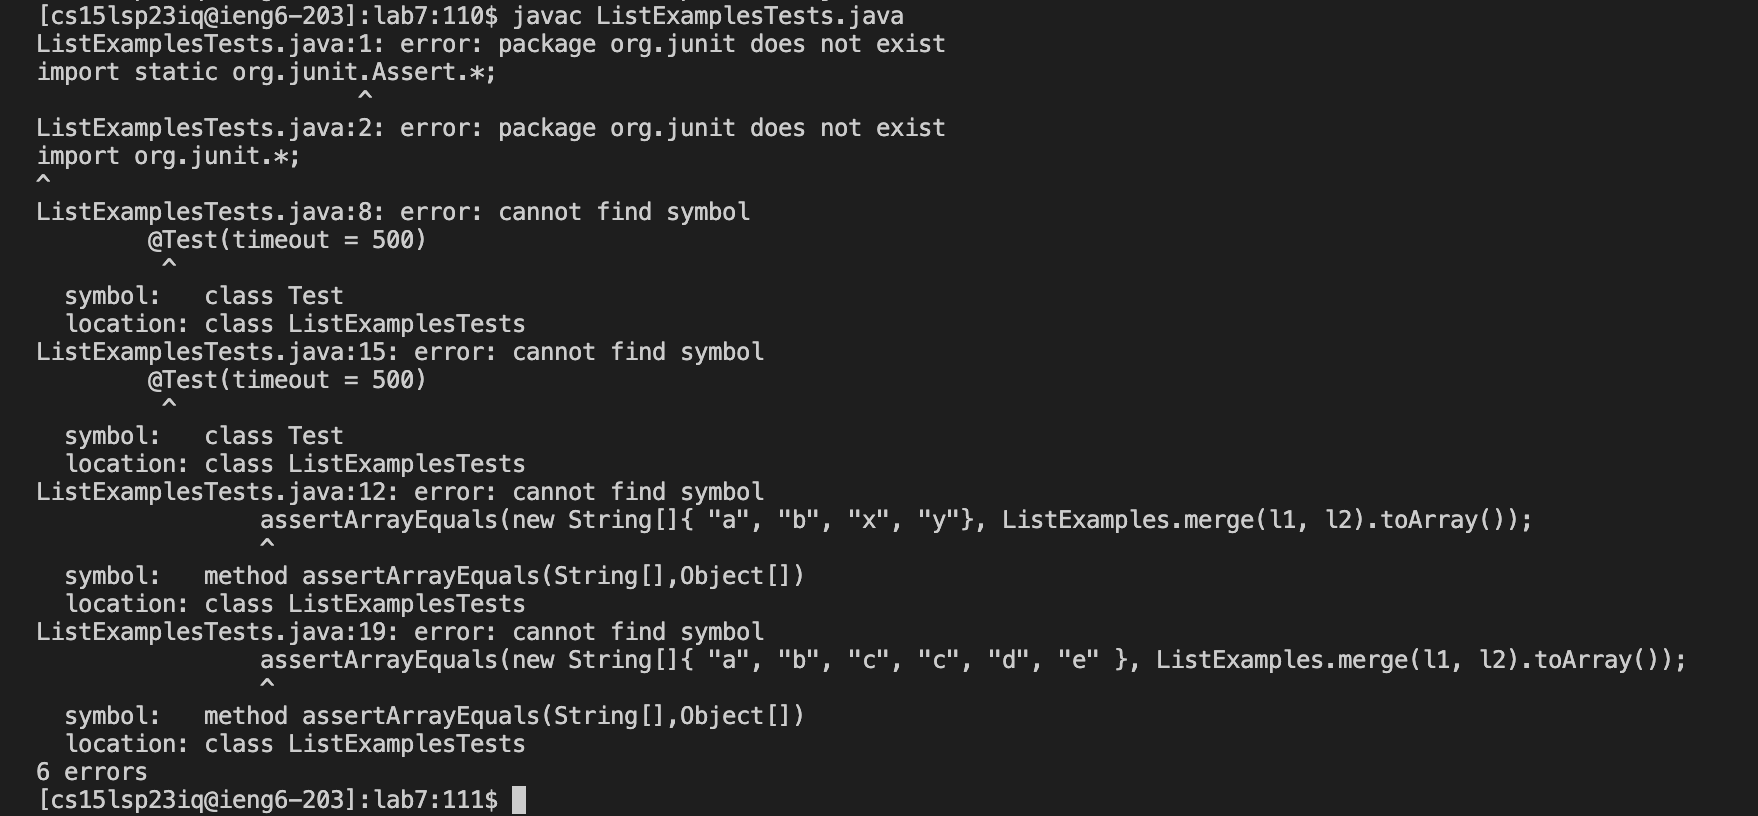 [cs15lsp23iq@ieng6-203]:lab7:110$ javac ListExamplesTests.java
ListExamplesTests.java:1: error: package org.junit does not exist
import static org.junit.Assert.*;
                       ^
ListExamplesTests.java:2: error: package org.junit does not exist
import org.junit.*;
^
ListExamplesTests.java:8: error: cannot find symbol
        @Test(timeout = 500)
         ^
  symbol:   class Test
  location: class ListExamplesTests
ListExamplesTests.java:15: error: cannot find symbol
        @Test(timeout = 500)
         ^
  symbol:   class Test
  location: class ListExamplesTests
ListExamplesTests.java:12: error: cannot find symbol
                assertArrayEquals(new String[]{ "a", "b", "x", "y"}, ListExamples.merge(l1, l2).toArray());
                ^
  symbol:   method assertArrayEquals(String[],Object[])
  location: class ListExamplesTests
ListExamplesTests.java:19: error: cannot find symbol
                assertArrayEquals(new String[]{ "a", "b", "c", "c", "d", "e" }, ListExamples.merge(l1, l2).toArray());
                ^
  symbol:   method assertArrayEquals(String[],Object[])
  location: class ListExamplesTests
6 errors
[cs15lsp23iq@ieng6-203]:lab7:111$